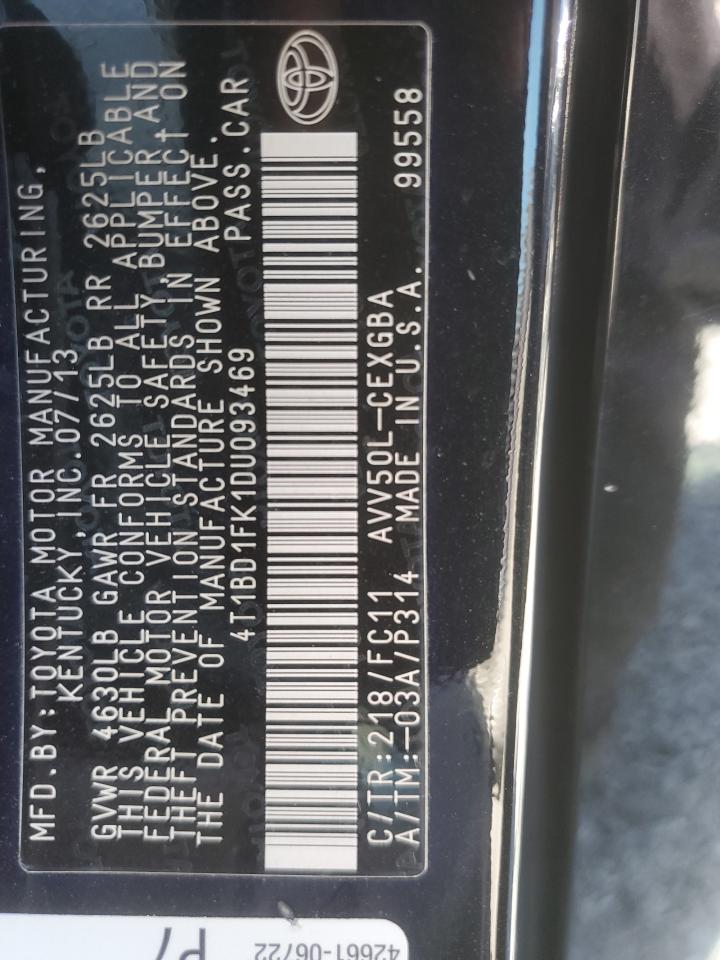 MFD.BY:TOYOTA MOTOR MANUFACTURING,
KENTUCKY,INC.07/13
GVWR 4630LB GAWR FR 2625LB RR 2625LB
THIS VEHICLE CONFORMS TO ALL APPLICABLE
FEDERAL MOTOR VEHICLE SAFETY,BUMPER AND
THEFT PREVENTION STANDARDS IN EFFECT ON
THE DATE OF MANUFACTURE SHOWN ABOVE.
4T1BD1FK1DU093469 PASS.CAR
C/TR:218/FC11 AVV50L-CEXGBA 99558
A/TM:-03A/P314 MADE IN U.S.A.
42661-06722